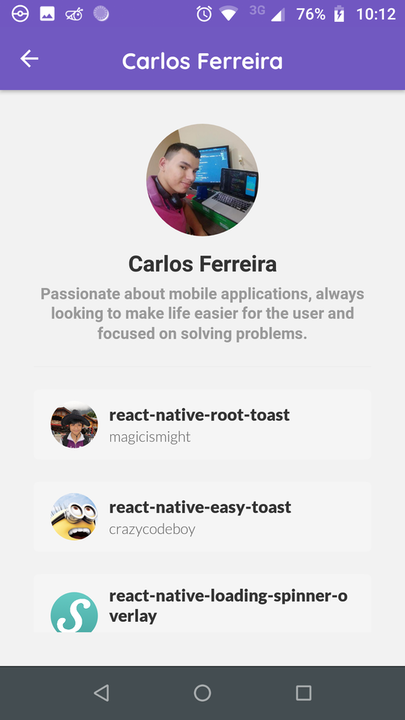 3G 76% 10:12
Carlos Ferreira
Carlos Ferreira
Passionate about mobile applications, always
looking to make life easier for the user and
focused on solving problems.
react-native-root-toast
magicismight
react-native-easy-toast
crazycodeboy
react-native-loading-spinner-o
verlay